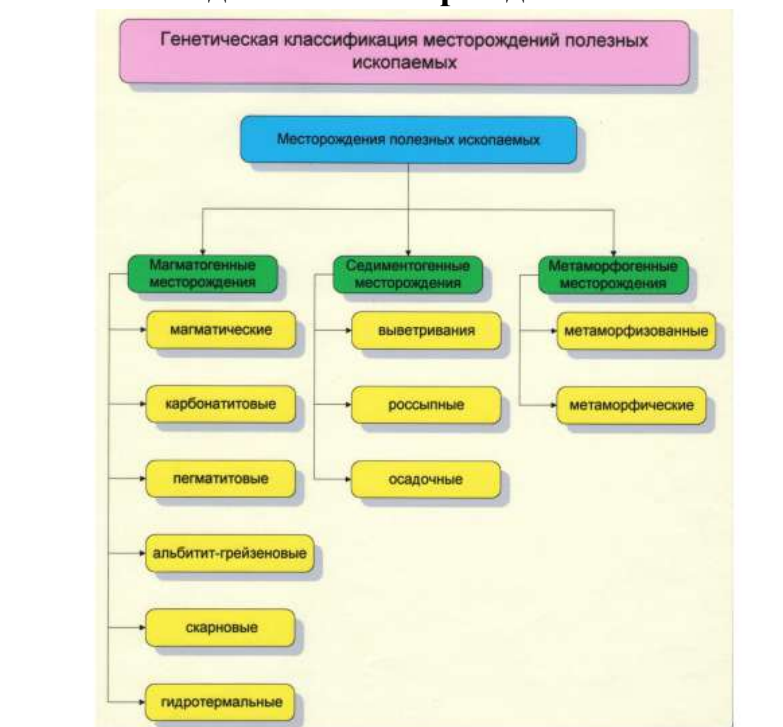 Генетическая классификация месторождений полезных
ископаемых
Месторождения полезных ископаемых
Магматогенные
месторождения
магматические
карбонатитовые
пегматитовые
альбитит-грейзеновые
скарновые
гидротермальные
Седиментогенные
месторождения
выветривания
россыпные
осадочные
Метаморфогенные
месторождения
метаморфизованные
метаморфические